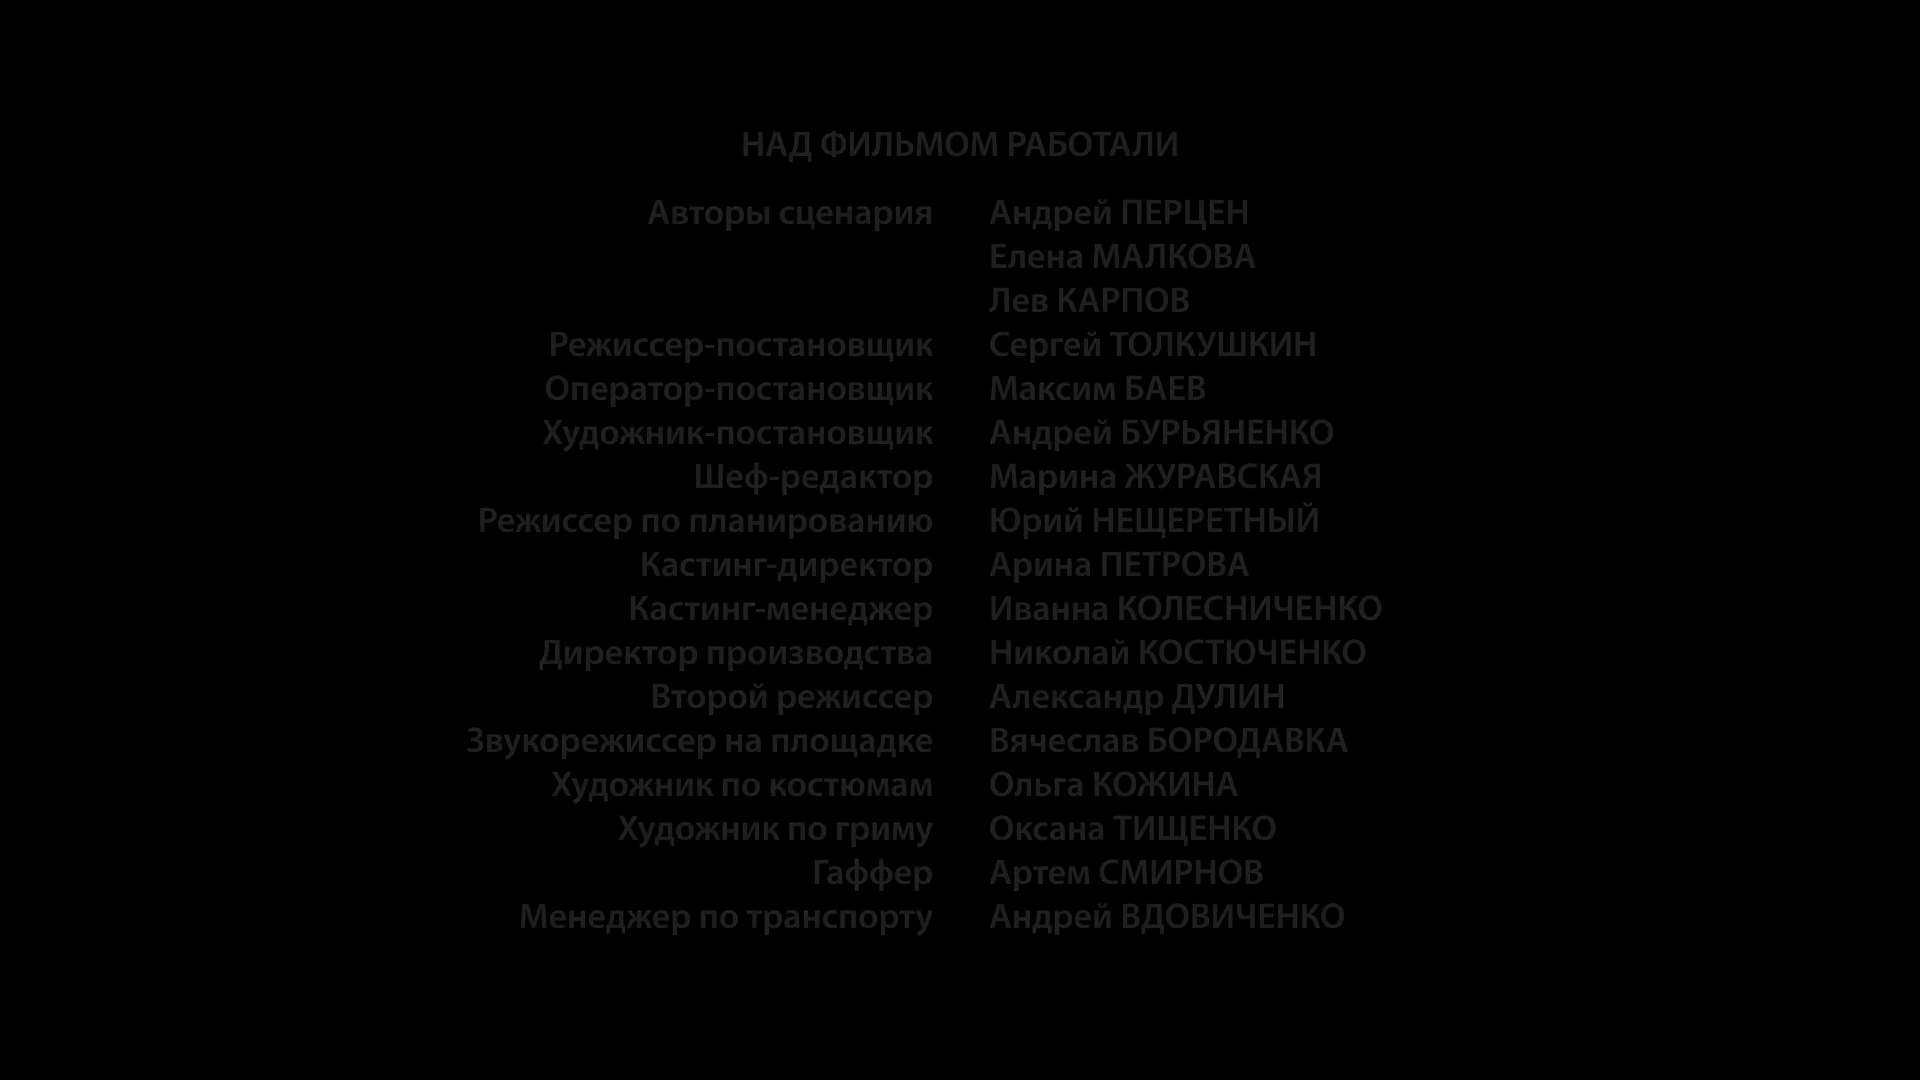 НАД ФИЛЬМОМ РАБОТАЛИ
Авторы сценария Андрей ПЕРЦЕН
Елена МАЛКОВА
Лев КАРПОВ
Режиссер-постановщик Сергей ТОЛКУШКИН
Оператор-постановщик Максим БАЕВ
Художник-постановщик Андрей БУРЬЯНЕНКО
Шеф-редактор Марина ЖУРАВСКАЯ
Режиссер по планированию Юрий НЕЩЕРЕТНЫЙ
Кастинг-директор Арина ПЕТРОВА
Кастинг-менеджер Иванна КОЛЕСНИЧЕНКО
Директор производства Николай КОСТЮЧЕНКО
Второй режиссер Александр ДУЛИН
Звукорежиссер на площадке Вячеслав БОРОДАВКА
Художник по костюмам Ольга КОЖИНА
Художник по гриму Оксана ТИЩЕНКО
Гаффер Артем СМИРНОВ
Менеджер по транспорту Андрей ВДОВИЧЕНКО